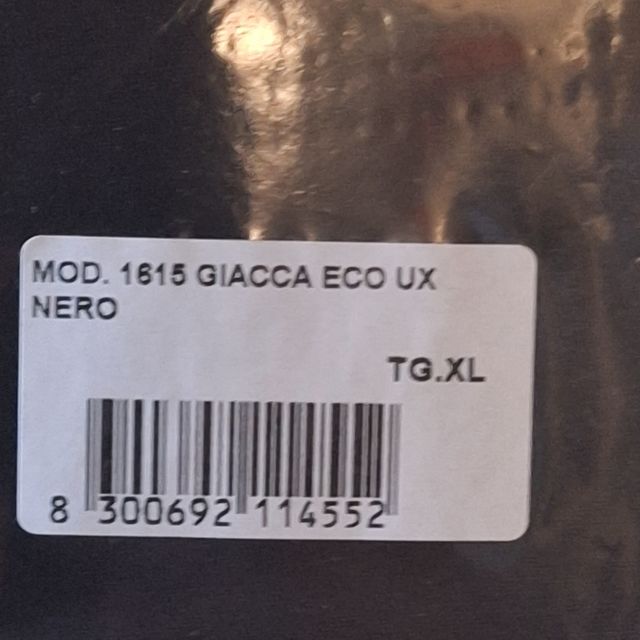 MOD. 1615 GIACCA ECO UX
NERO
TG.XL
8 300692 114552